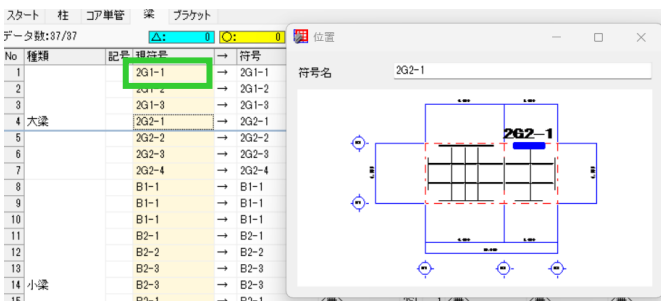 スタート 柱 コア単管 梁 ブラケット
データ数:37/37 △: 0 ○: 0
位置
No 種類 記号 現符号 → 符号
符号名 2G2-1
1 2G1-1 → 2G1-1
2 2G1-2 → 2G1-2
3 2G1-3 → 2G1-3
4 大梁 2G2-1 → 2G2-1
5 2G2-2 → 2G2-2
6 2G2-3 → 2G2-3
7 2G2-4 → 2G2-4
8 B1-1 → B1-1
9 B1-1 → B1-1
10 B1-1 → B1-1
11 B2-1 → B2-1
12 B2-2 → B2-2
13 B2-3 → B2-3
14 小梁 B2-3 → B2-3
2G2-1